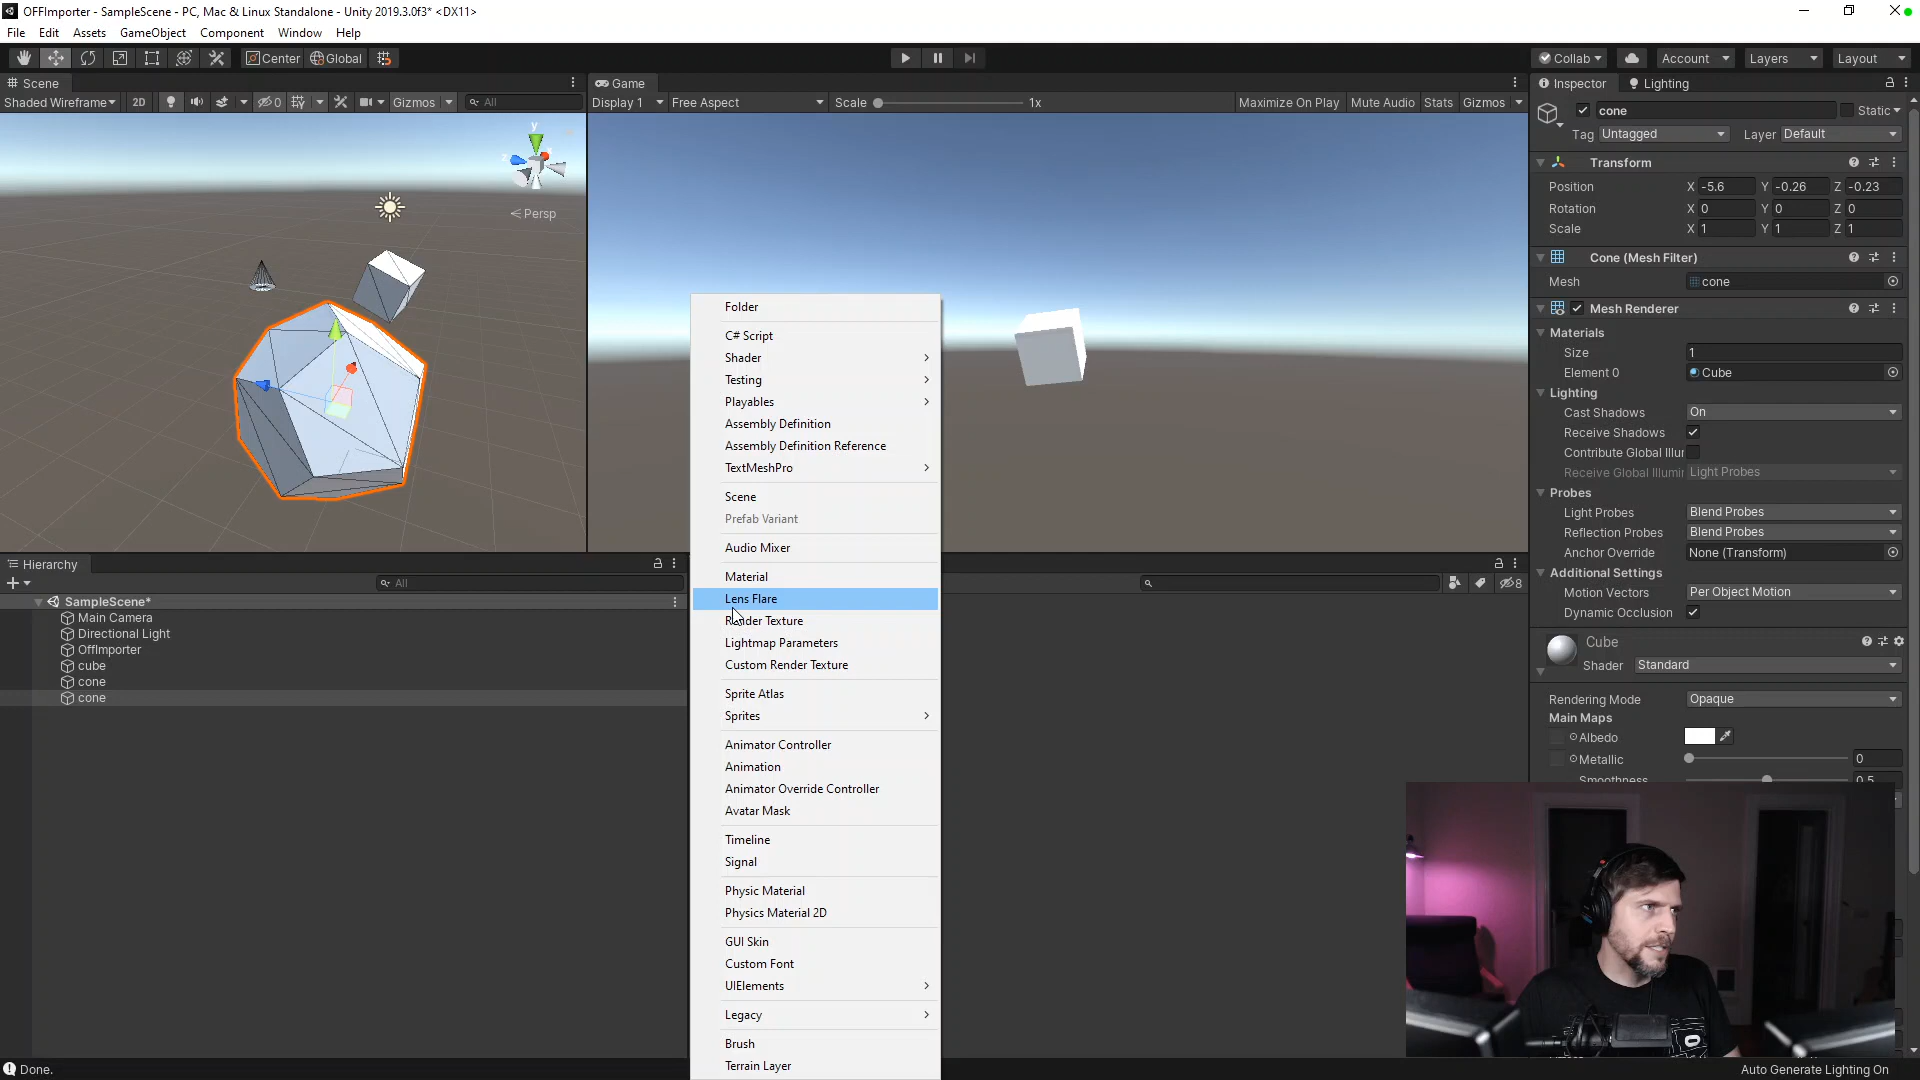 OFFImporter - SampleScene - PC, Mac & Linux Standalone - Unity 2019.3.0f3* <DX11>
File Edit Assets GameObject Component Window Help
Center Global Collab Account Layers Layout
Scene
Shaded Wireframe 2D 0 Gizmos All
y
x
z
Persp
Game
Display 1 Free Aspect Scale 1x Maximize On Play Mute Audio Stats Gizmos
Hierarchy
All
SampleScene*
Main Camera
Directional Light
OffImporter
cube
cone
cone
Folder
C# Script
Shader
Testing
Playables
Assembly Definition
Assembly Definition Reference
TextMeshPro
Scene
Prefab Variant
Audio Mixer
Material
Lens Flare
Render Texture
Lightmap Parameters
Custom Render Texture
Sprite Atlas
Sprites
Animator Controller
Animation
Animator Override Controller
Avatar Mask
Timeline
Signal
Physic Material
Physics Material 2D
GUI Skin
Custom Font
UIElements
Legacy
Brush
Terrain Layer
8
Inspector Lighting
cone Static
Tag Untagged Layer Default
Transform
Position X -5.6 Y -0.26 Z -0.23
Rotation X 0 Y 0 Z 0
Scale X 1 Y 1 Z 1
Cone (Mesh Filter)
Mesh cone
Mesh Renderer
Materials
Size 1
Element 0 Cube
Lighting
Cast Shadows On
Receive Shadows
Contribute Global Illur
Receive Global Illumir Light Probes
Probes
Light Probes Blend Probes
Reflection Probes Blend Probes
Anchor Override None (Transform)
Additional Settings
Motion Vectors Per Object Motion
Dynamic Occlusion
Cube
Shader Standard
Rendering Mode Opaque
Main Maps
Albedo
Metallic 0
Smoothness 0.5
Done.
Auto Generate Lighting On